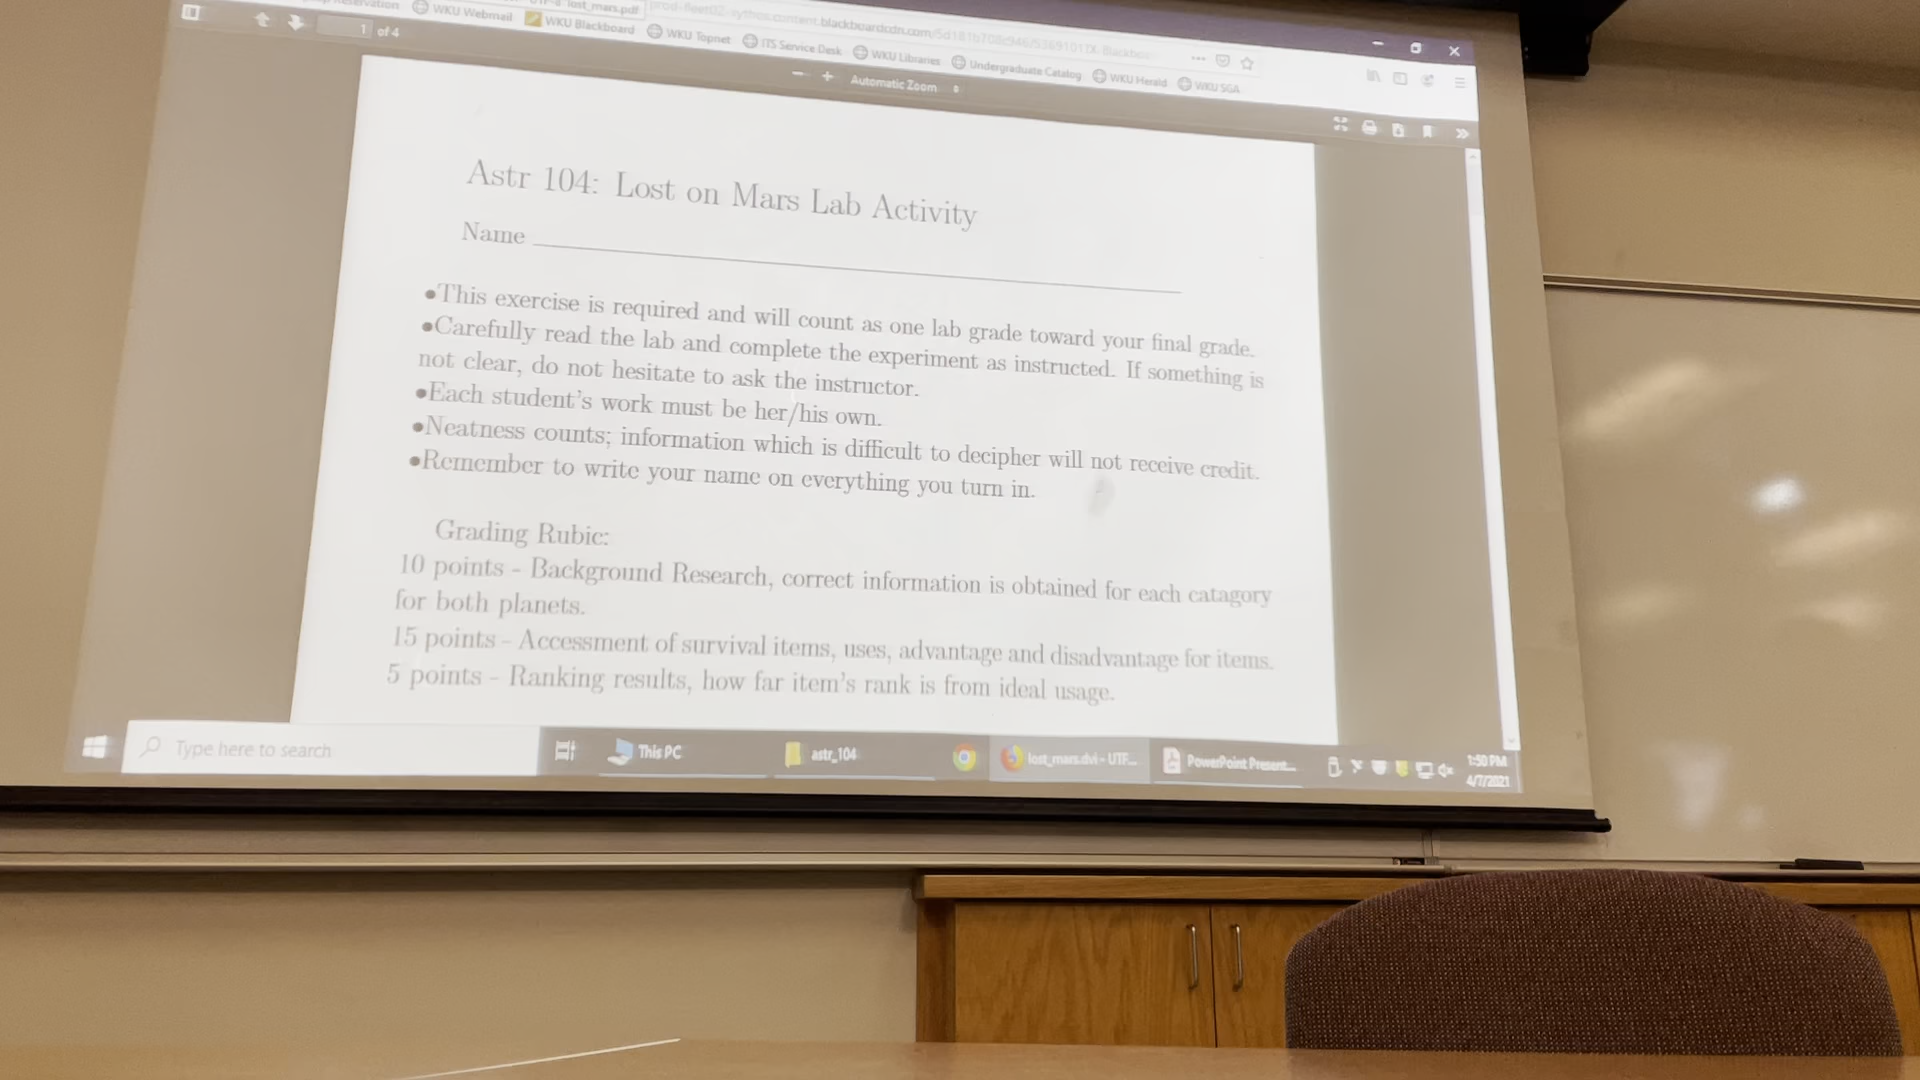 lost_mars.pdf
WKU Webmail
WKU Blackboard
WKU Topnet
ITS Service Desk
WKU Libraries
Undergraduate Catalog
WKU Herald
WKU SGA
1 of 4
Automatic Zoom
Astr 104: Lost on Mars Lab Activity
Name
•This exercise is required and will count as one lab grade toward your final grade.
•Carefully read the lab and complete the experiment as instructed. If something is
not clear, do not hesitate to ask the instructor.
•Each student's work must be her/his own.
•Neatness counts; information which is difficult to decipher will not receive credit.
•Remember to write your name on everything you turn in.
Grading Rubic:
10 points - Background Research, correct information is obtained for each catagory
for both planets.
15 points - Accessment of survival items, uses, advantage and disadvantage for items.
5 points - Ranking results, how far item's rank is from ideal usage.
Type here to search
This PC
astr_104
lost_mars.dvi - UTF...
PowerPoint Present...
1:50 PM
4/7/2021